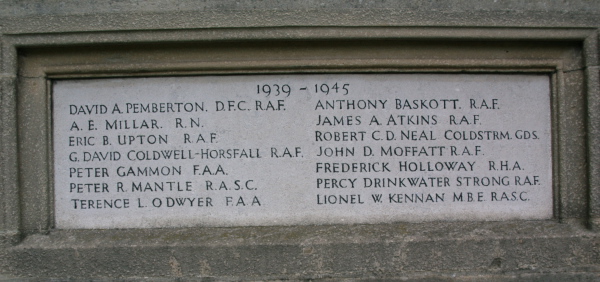 1939 - 1945
DAVID A. PEMBERTON. D.F.C. R.A.F.
A. E. MILLAR. R.N.
ERIC B. UPTON R.A.F.
G. DAVID COLDWELL-HORSFALL R.A.F.
PETER GAMMON F.A.A.
PETER R. MANTLE R.A.S.C.
TERENCE L. O DWYER F.A.A.
ANTHONY BASKOTT. R.A.F.
JAMES A. ATKINS R.A.F.
ROBERT C.D. NEAL COLDSTRM. GDS.
JOHN D. MOFFATT R.A.F.
FREDERICK HOLLOWAY R.H.A.
PERCY DRINKWATER STRONG R.A.F.
LIONEL W. KENNAN M.B.E. R.A.S.C.